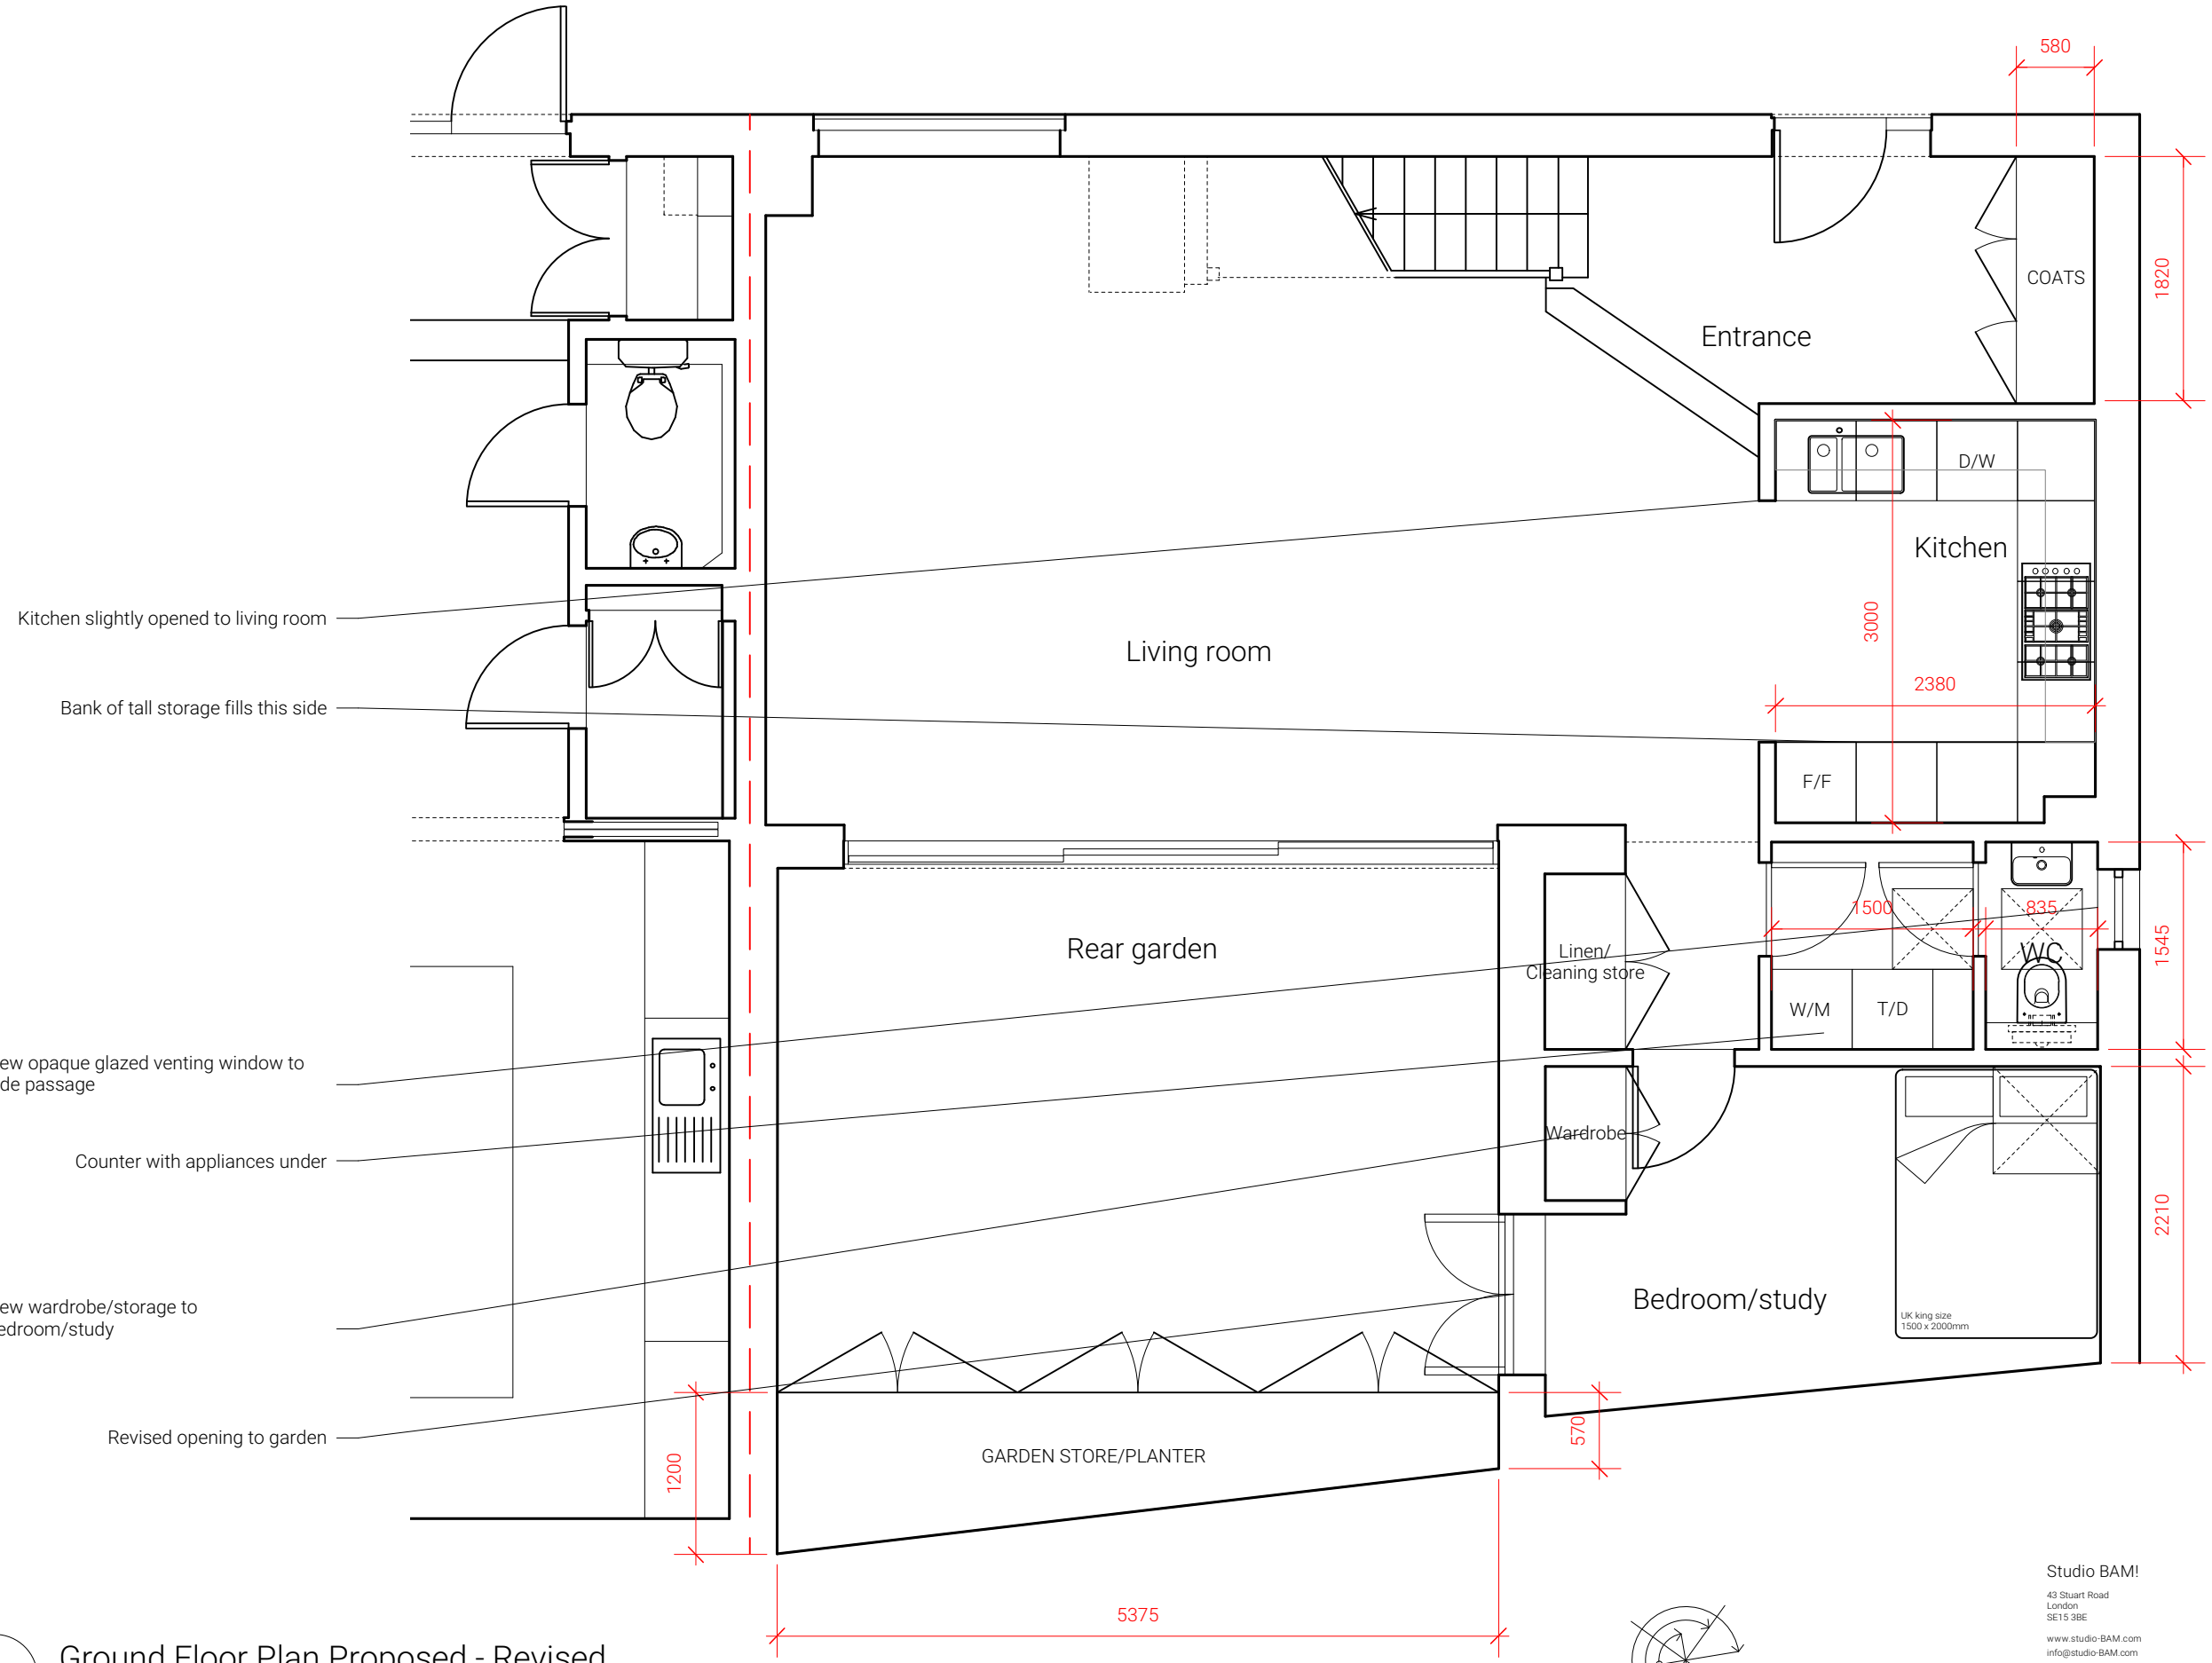 580
COATS
1820
Entrance
D/W
Kitchen
3000
Kitchen slightly opened to living room
Living room
2380
Bank of tall storage fills this side
F/F
1500
835
Rear garden
Linen/
Cleaning store
WC
1545
W/M
T/D
ew opaque glazed venting window to
de passage
Wardrobe
Counter with appliances under
2210
ew wardrobe/storage to
edroom/study
Bedroom/study
UK king size
1500 x 2000mm
Revised opening to garden
570
GARDEN STORE/PLANTER
1200
5375
Studio BAM!
43 Stuart Road
London
SE15 3BE
www.studio-BAM.com
info@studio-BAM.com
Ground Floor Plan Proposed - Revised